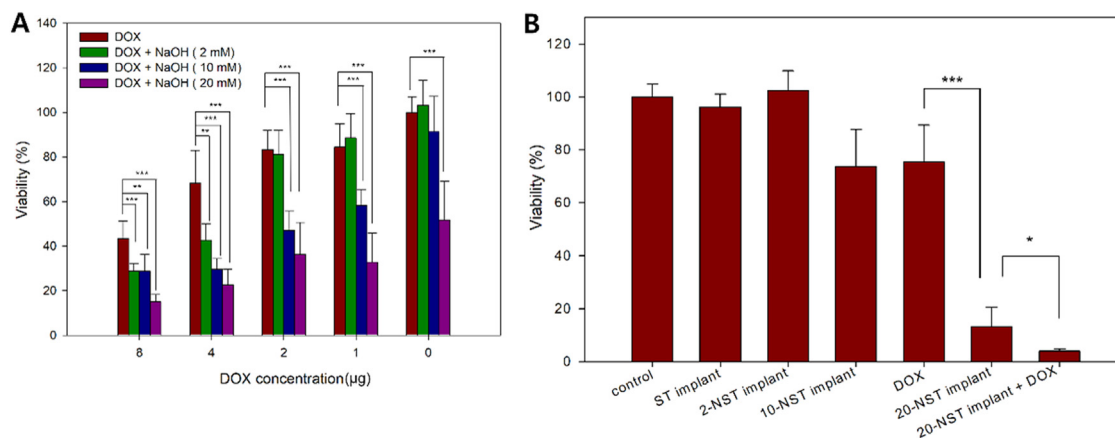 A
DOX
DOX + NaOH ( 2 mM)
DOX + NaOH ( 10 mM)
DOX + NaOH ( 20 mM)
140
120
100
80
60
40
20
0
Viability (%)
***
**
***
***
***
**
***
***
***
***
***
8
4
2
1
0
DOX concentration(µg)
B
120
100
80
60
40
20
0
Viability (%)
***
*
control
ST implant
2-NST implant
10-NST implant
DOX
20-NST implant
20-NST implant + DOX